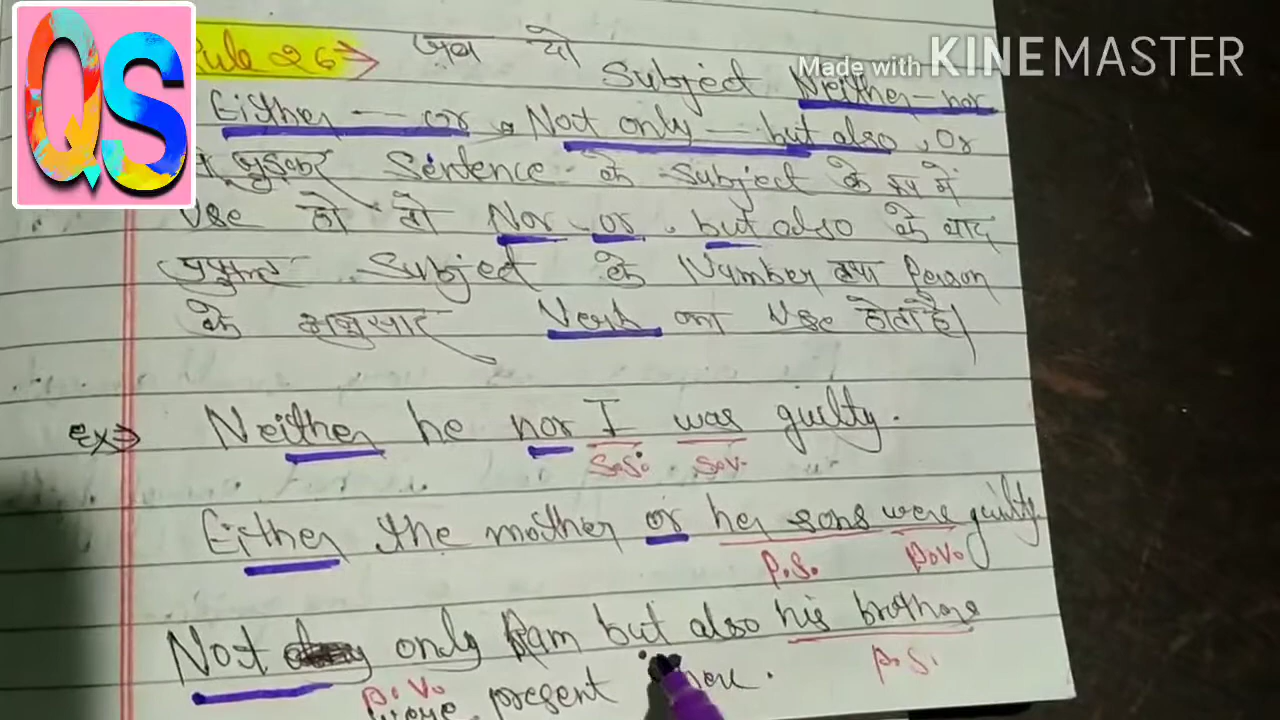 QS
Made with KINEMASTER
Rule 26 → जब दो Subject Neither - nor
Either - or, Not only - but also, or
जुड़कर Sentence के Subject के रूप में
Use हो तो Nor or, but also के बाद
प्रयुक्त Subject के Number तथा Person
के अनुसार Verb का Use होता है।
Ex⇒ Neither he nor I was guilty.
S.S. S.V.
Either the mother or her sons were guilty.
P.S. P.V.
Not only Ram but also his brothers
P.S.
P.V.
were present here.